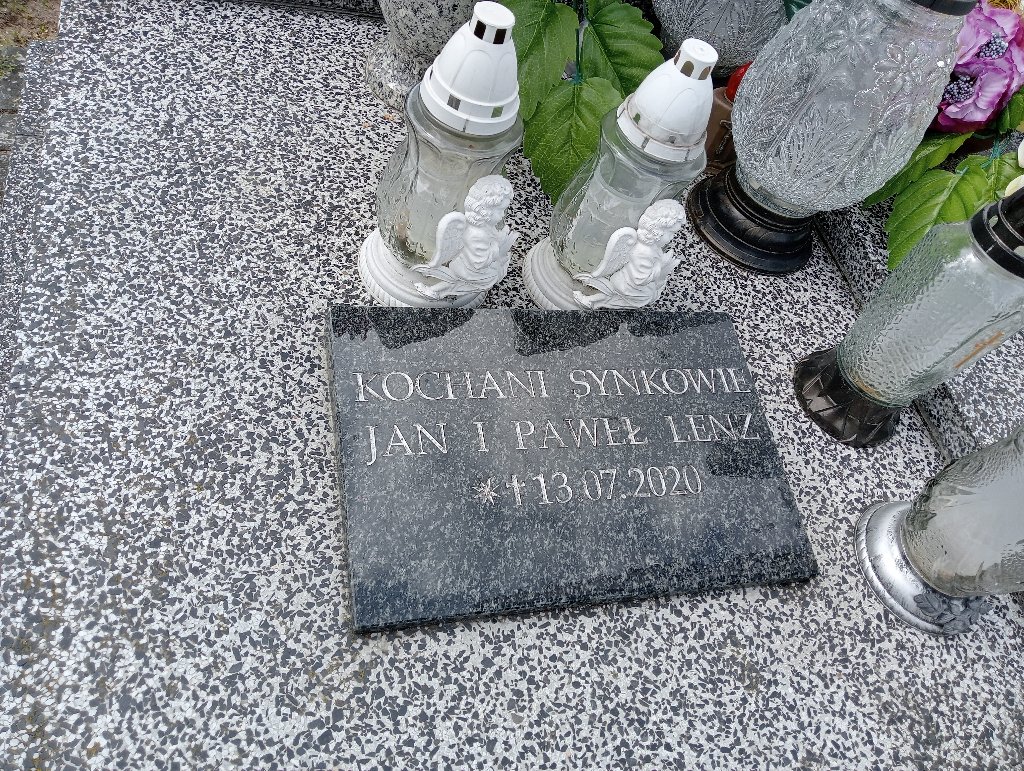 KOCHANI SYNKOWIE
JAN I PAWEŁ LENZ
*†13.07.2020